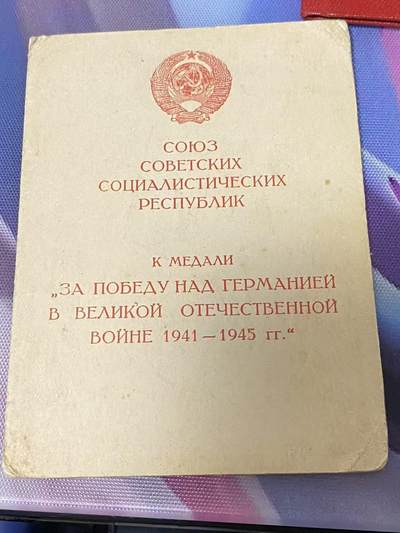 СОЮЗ
СОВЕТСКИХ
СОЦИАЛИСТИЧЕСКИХ
РЕСПУБЛИК
К МЕДАЛИ
„ЗА ПОБЕДУ НАД ГЕРМАНИЕЙ
В ВЕЛИКОЙ ОТЕЧЕСТВЕННОЙ
ВОЙНЕ 1941—1945 гг.“